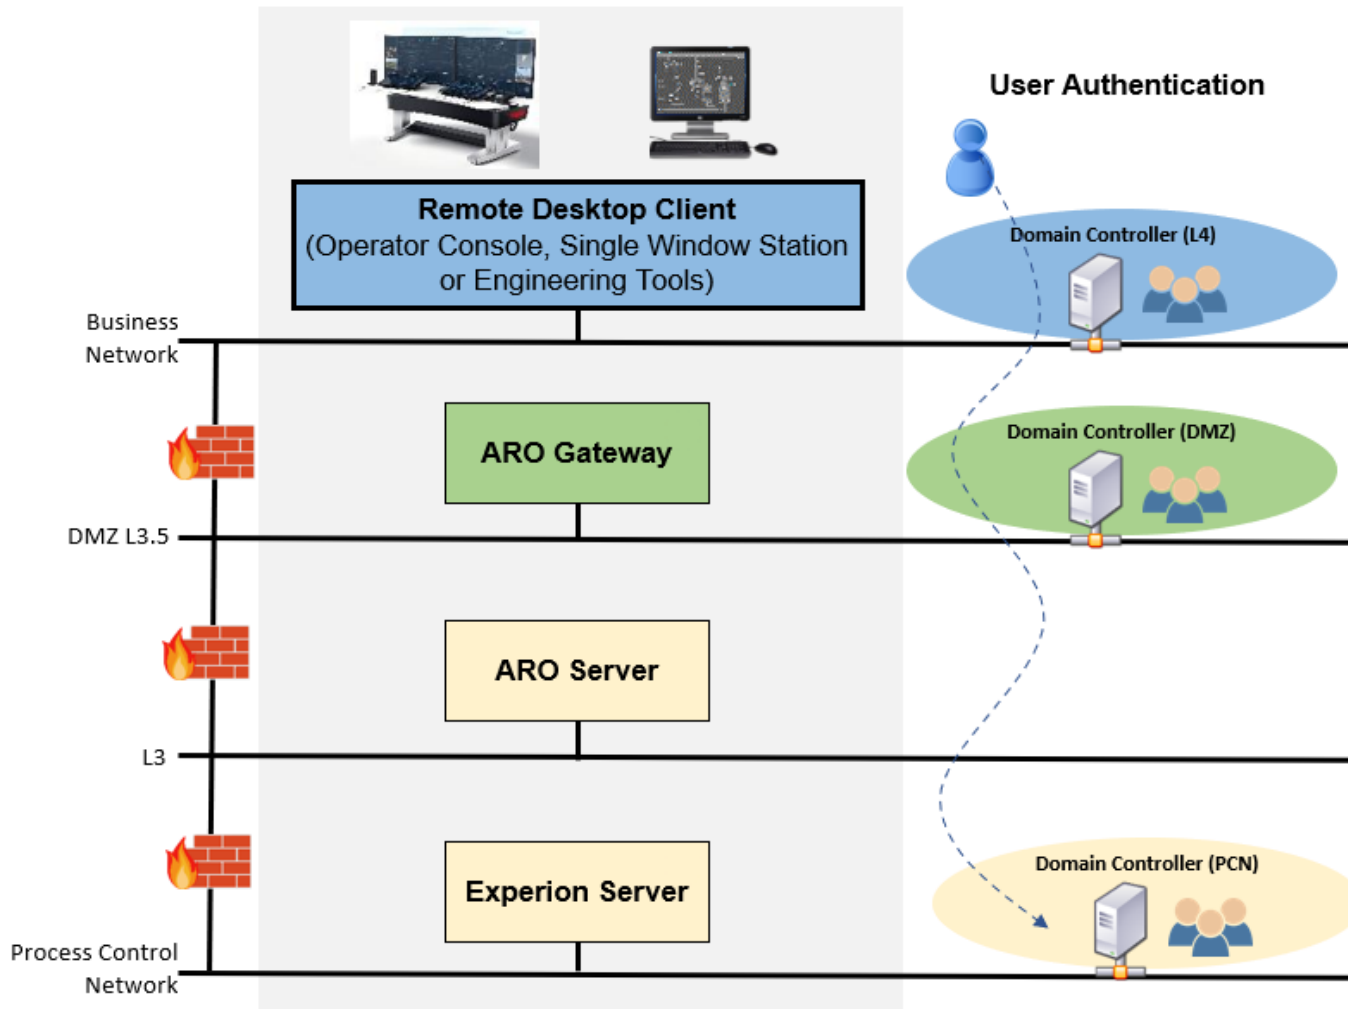 User Authentication
Remote Desktop Client
(Operator Console, Single Window Station
or Engineering Tools)
Domain Controller (L4)
Business
Network
ARO Gateway
Domain Controller (DMZ)
DMZ L3.5
ARO Server
L3
Domain Controller (PCN)
Experion Server
Process Control
Network